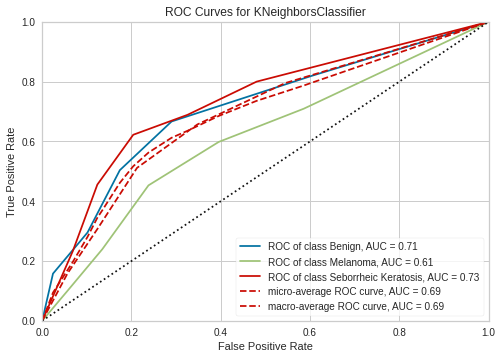 ROC Curves for KNeighborsClassifier
True Positive Rate
1.0
0.8
0.6
0.4
0.2
0.0
ROC of class Benign, AUC = 0.71
ROC of class Melanoma, AUC = 0.61
ROC of class Seborrheic Keratosis, AUC = 0.73
micro-average ROC curve, AUC = 0.69
macro-average ROC curve, AUC = 0.69
0.0 0.2 0.4 0.6 0.8 1.0
False Positive Rate